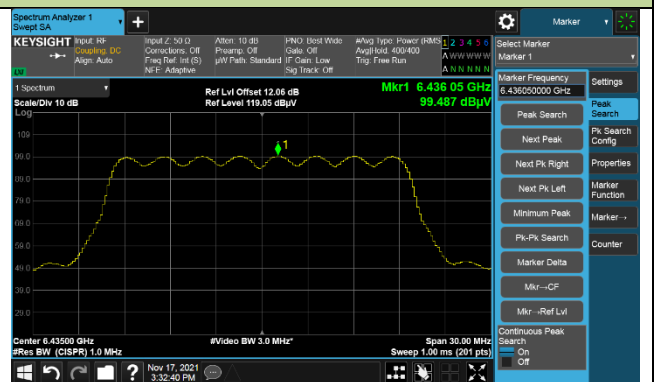 Spectrum Analyzer 1
Swept SA
+
Marker
KEYSIGHT
Input: RF
Coupling: DC
Align: Auto
Input Z: 50 Ω
Corrections: Off
Freq Ref: Int (S)
NFE: Adaptive
Atten: 10 dB
Preamp: Off
µW Path: Standard
PNO: Best Wide
Gate: Off
IF Gain: Low
Sig Track: Off
#Avg Type: Power (RMS
Avg|Hold: 400/400
Trig: Free Run
1 2 3 4 5 6
A W W W W W
A N N N N N
Select Marker
Marker 1
1 Spectrum
Scale/Div 10 dB
Ref Lvl Offset 12.06 dB
Ref Level 119.05 dBµV
Mkr1 6.436 05 GHz
99.487 dBµV
Log
109
99.0
89.0
79.0
69.0
59.0
49.0
39.0
29.0
1
Center 6.43500 GHz
#Res BW (CISPR) 1.0 MHz
#Video BW 3.0 MHz*
Span 30.00 MHz
Sweep 1.00 ms (201 pts)
Marker Frequency
6.436050000 GHz
Peak Search
Next Peak
Next Pk Right
Next Pk Left
Minimum Peak
Pk-Pk Search
Marker Delta
Mkr→CF
Mkr→Ref Lvl
Continuous Peak
Search
On
Off
Settings
Peak
Search
Pk Search
Config
Properties
Marker
Function
Marker→
Counter
?
Nov 17, 2021
3:32:40 PM